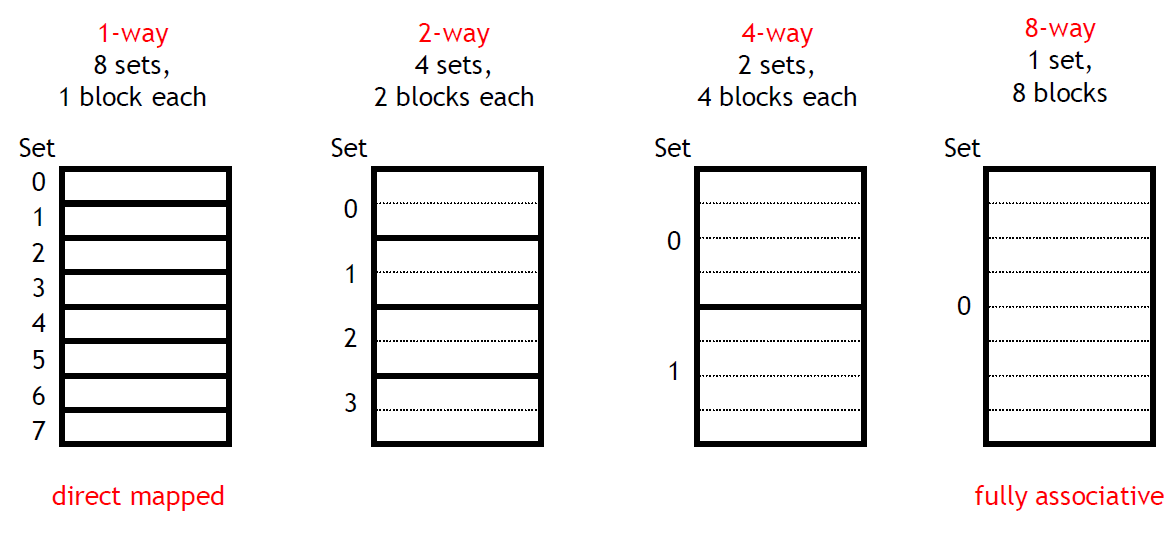 1-way
8 sets,
1 block each
2-way
4 sets,
2 blocks each
4-way
2 sets,
4 blocks each
8-way
1 set,
8 blocks
Set
0
1
2
3
4
5
6
7
Set
0
1
2
3
Set
0
1
Set
0
direct mapped
fully associative